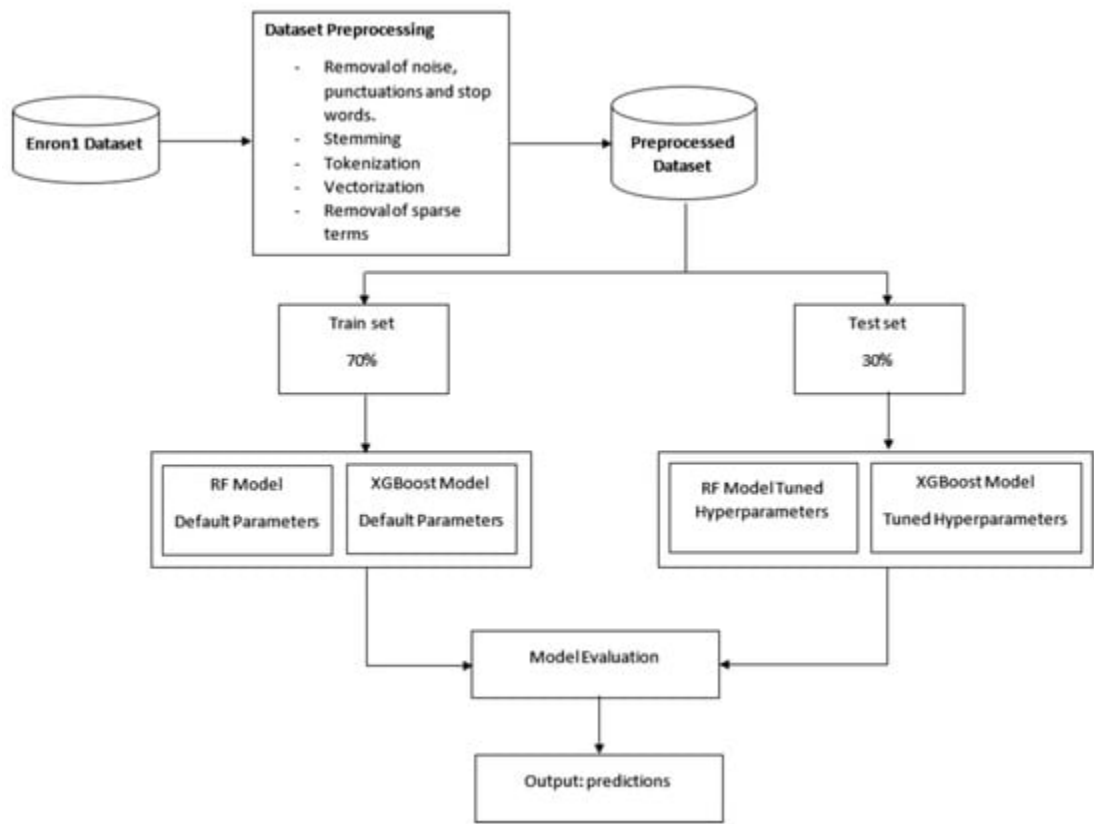 Dataset Preprocessing
- Removal of noise,
punctuations and stop
words.
- Stemming
- Tokenization
- Vectorization
- Removal of sparse
terms
Enron1 Dataset
Preprocessed
Dataset
Train set
70%
Test set
30%
RF Model
Default Parameters
XGBoost Model
Default Parameters
RF Model Tuned
Hyperparameters
XGBoost Model
Tuned Hyperparameters
Model Evaluation
Output: predictions